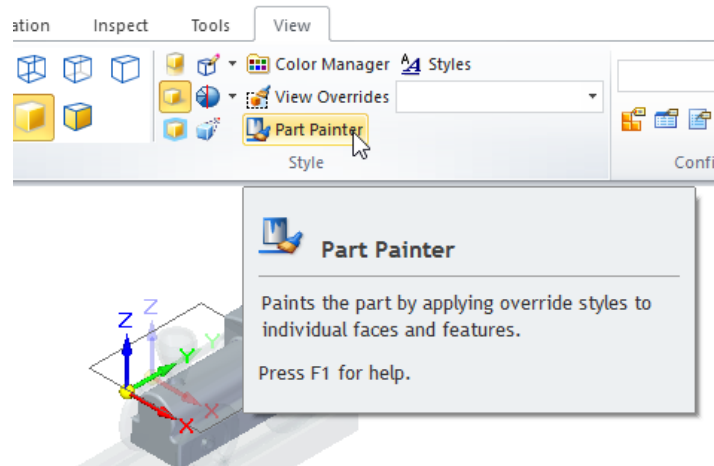 ation Inspect Tools View
Color Manager Styles
View Overrides
Part Painter
Style Confi
Part Painter
Paints the part by applying override styles to
individual faces and features.
Press F1 for help.
Z Z
Y Y
X X